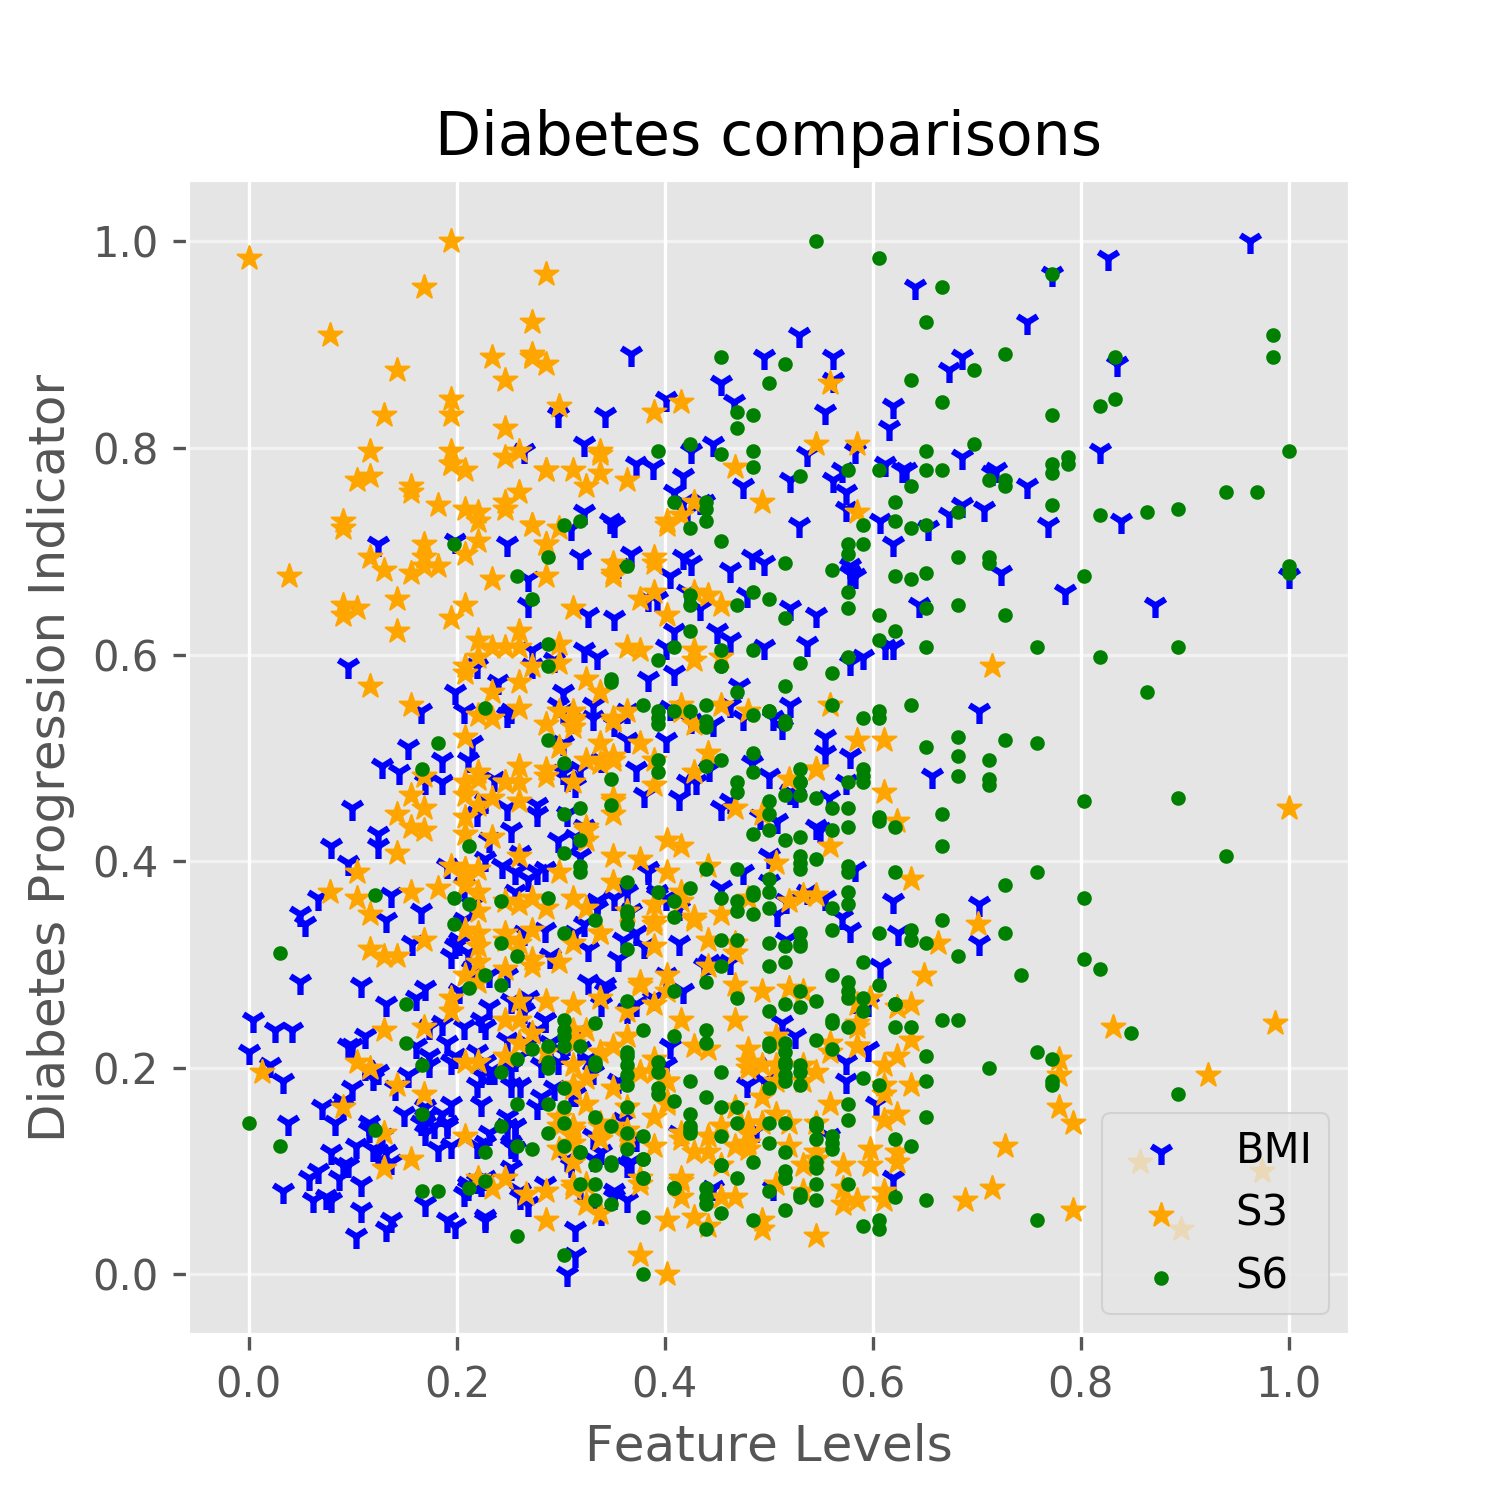 Diabetes comparisons
Diabetes Progression Indicator
1.0
0.8
0.6
0.4
0.2
0.0
BMI
S3
S6
0.0 0.2 0.4 0.6 0.8 1.0
Feature Levels